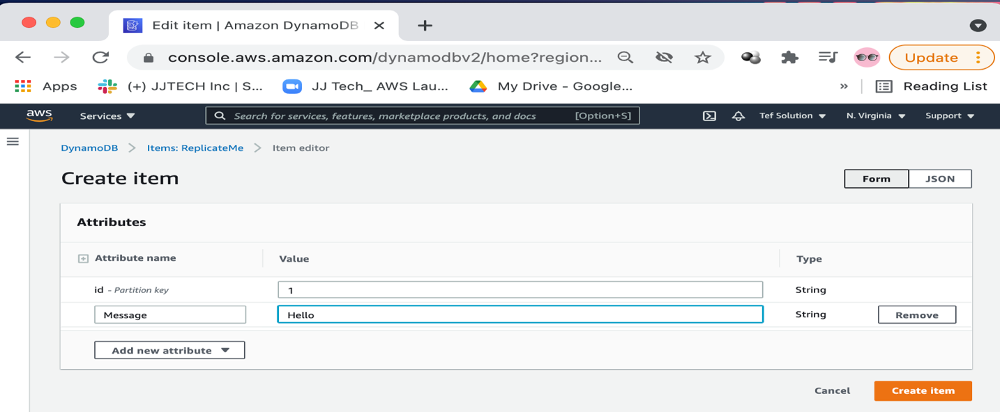 Edit item | Amazon DynamoDB
console.aws.amazon.com/dynamodbv2/home?region... Update
Apps (+) JJTECH Inc | S... JJ Tech_ AWS Lau... My Drive - Google... » Reading List
aws Services Search for services, features, marketplace products, and docs [Option+S] Tef Solution N. Virginia Support
DynamoDB Items: ReplicateMe Item editor
Create item Form JSON
Attributes
Attribute name Value Type
id - Partition key 1 String
Message Hello String Remove
Add new attribute
Cancel Create item